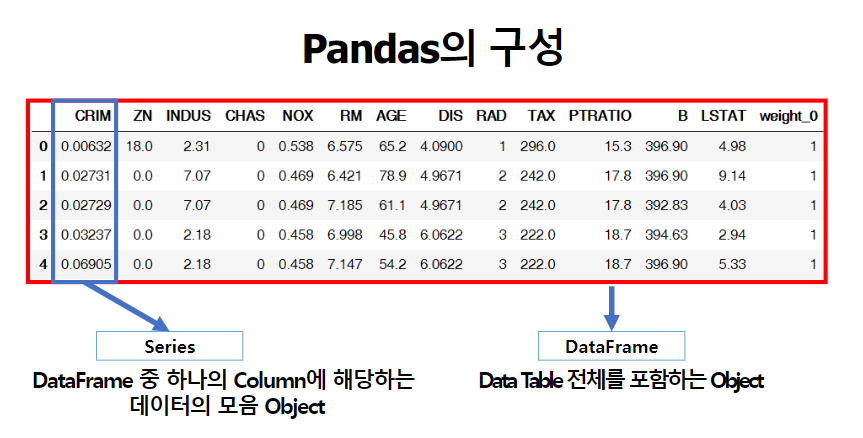 Pandas의 구성
CRIM ZN INDUS CHAS NOX RM AGE DIS RAD TAX PTRATIO B LSTAT weight_0
0 0.00632 18.0 2.31 0 0.538 6.575 65.2 4.0900 1 296.0 15.3 396.90 4.98 1
1 0.02731 0.0 7.07 0 0.469 6.421 78.9 4.9671 2 242.0 17.8 396.90 9.14 1
2 0.02729 0.0 7.07 0 0.469 7.185 61.1 4.9671 2 242.0 17.8 392.83 4.03 1
3 0.03237 0.0 2.18 0 0.458 6.998 45.8 6.0622 3 222.0 18.7 394.63 2.94 1
4 0.06905 0.0 2.18 0 0.458 7.147 54.2 6.0622 3 222.0 18.7 396.90 5.33 1
Series
DataFrame 중 하나의 Column에 해당하는
데이터의 모음 Object
DataFrame
Data Table 전체를 포함하는 Object